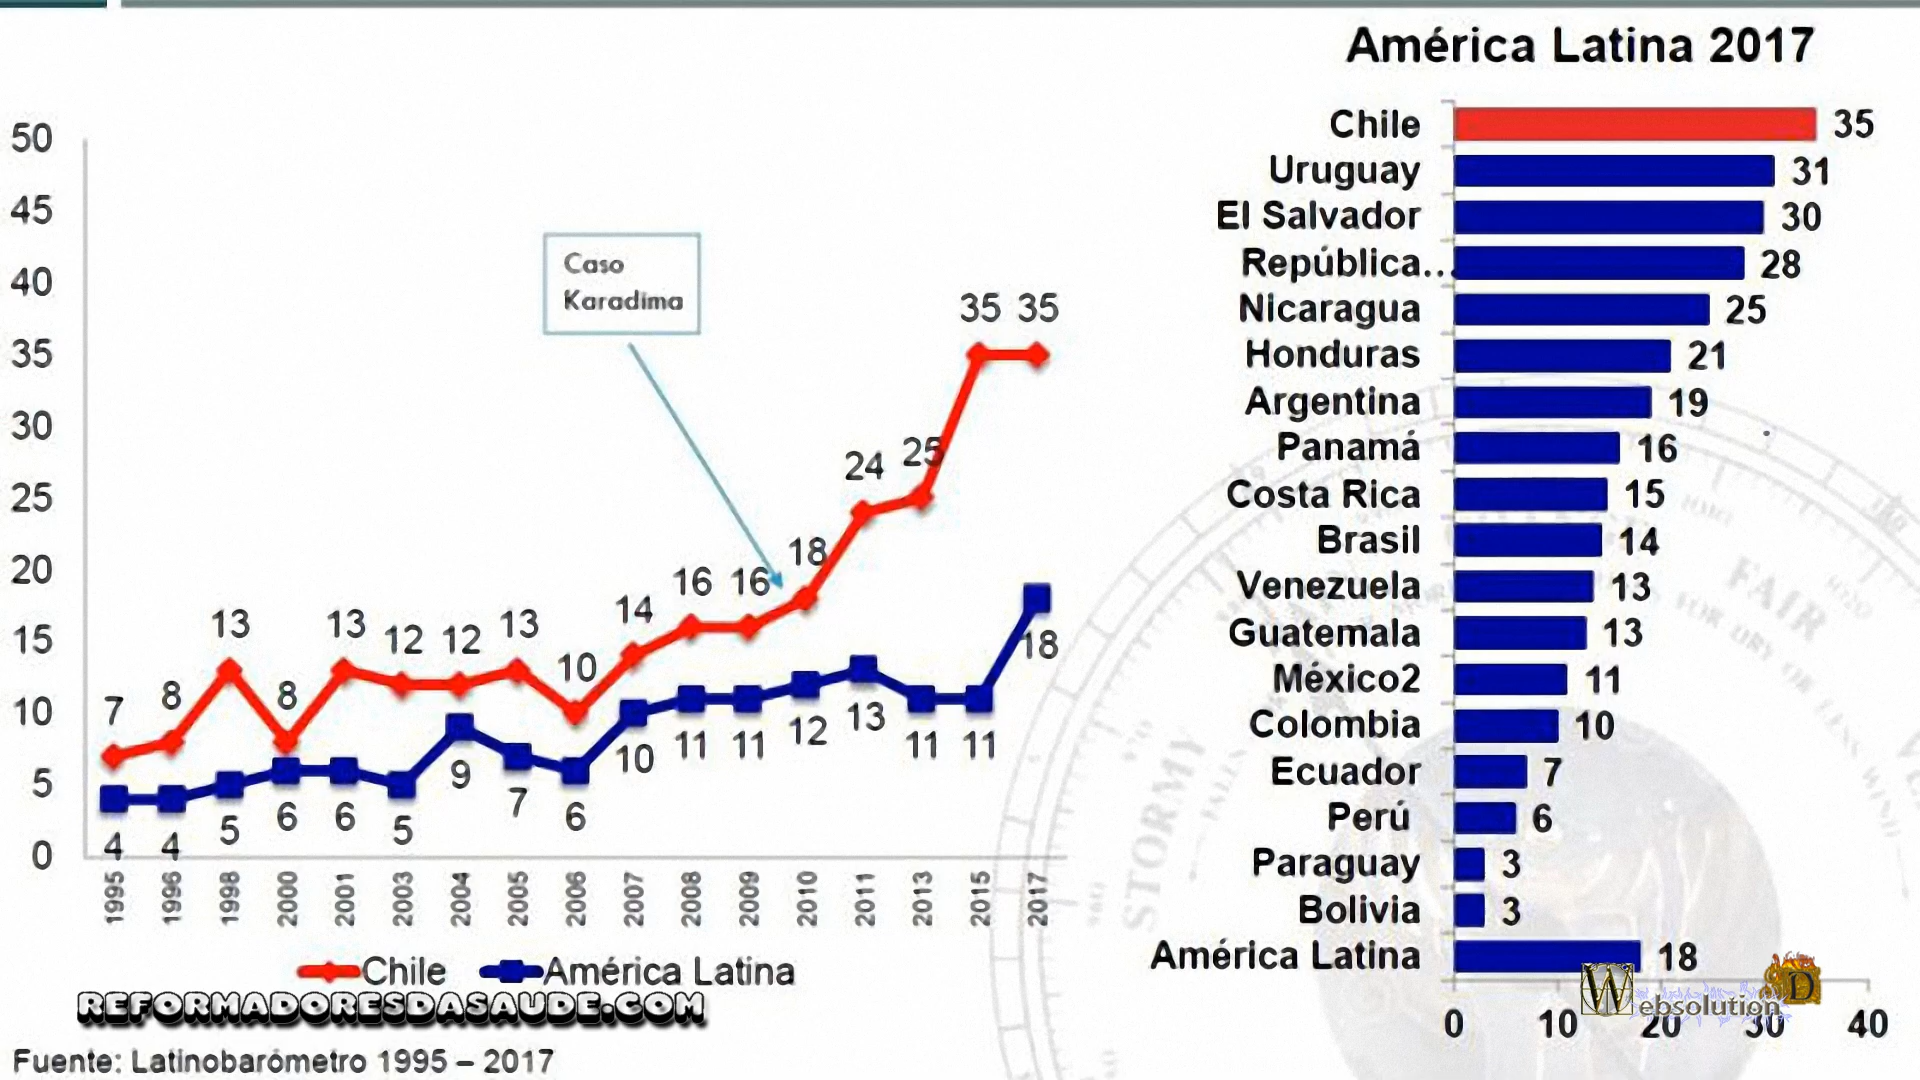 América Latina 2017
50
45
40
35
30
25
20
15
10
5
0
Caso
Karadima
7 8 13 8 13 12 12 13 10 14 16 16 18 24 25 35 35
4 4 5 6 6 5 9 7 6 10 11 11 12 13 11 11 18
1995 1996 1998 2000 2001 2003 2004 2005 2006 2007 2008 2009 2010 2011 2013 2015 2017
Chile América Latina
REFORMADORESDASAUDE.COM
Fuente: Latinobarómetro 1995 – 2017
Chile 35
Uruguay 31
El Salvador 30
República... 28
Nicaragua 25
Honduras 21
Argentina 19
Panamá 16
Costa Rica 15
Brasil 14
Venezuela 13
Guatemala 13
México2 11
Colombia 10
Ecuador 7
Perú 6
Paraguay 3
Bolivia 3
América Latina 18
0 10 20 30 40
Websolution D
STORMY
FAIR